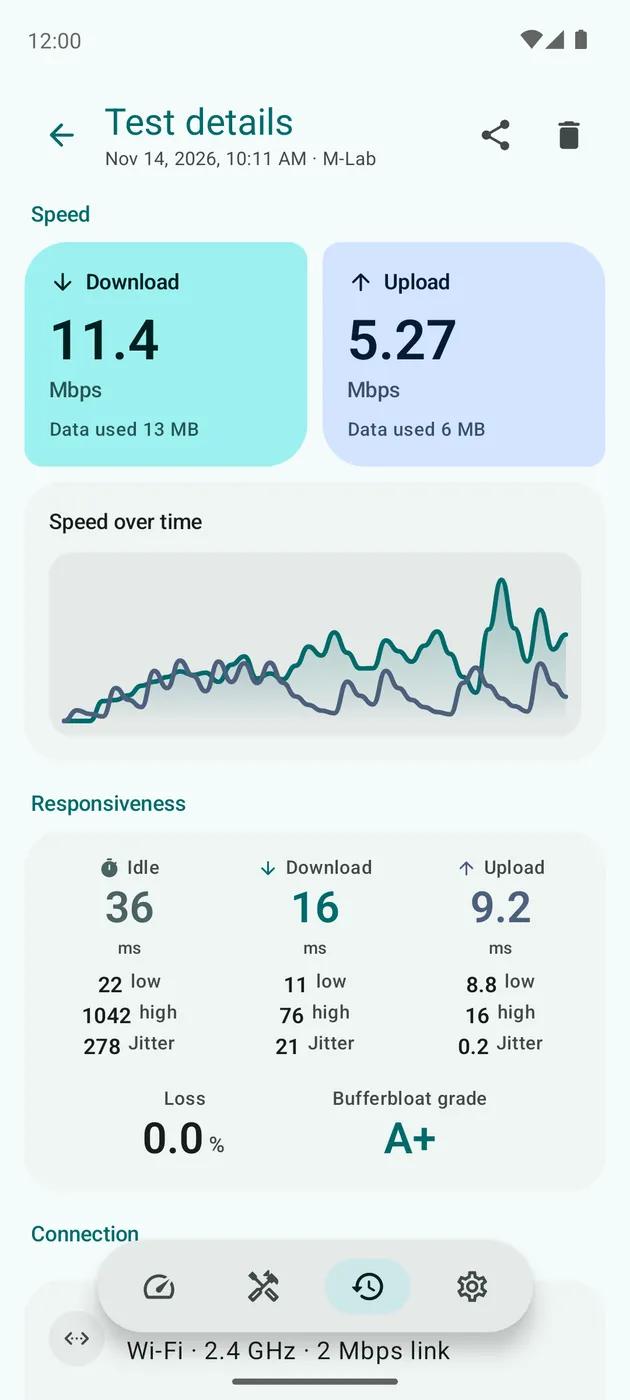 12:00
Test details
Nov 14, 2026, 10:11 AM · M-Lab
Speed
Download
11.4
Mbps
Data used 13 MB
Upload
5.27
Mbps
Data used 6 MB
Speed over time
Responsiveness
Idle
36
ms
22 low
1042 high
278 Jitter
Download
16
ms
11 low
76 high
21 Jitter
Upload
9.2
ms
8.8 low
16 high
0.2 Jitter
Loss
0.0 %
Bufferbloat grade
A+
Connection
Wi-Fi · 2.4 GHz · 2 Mbps link